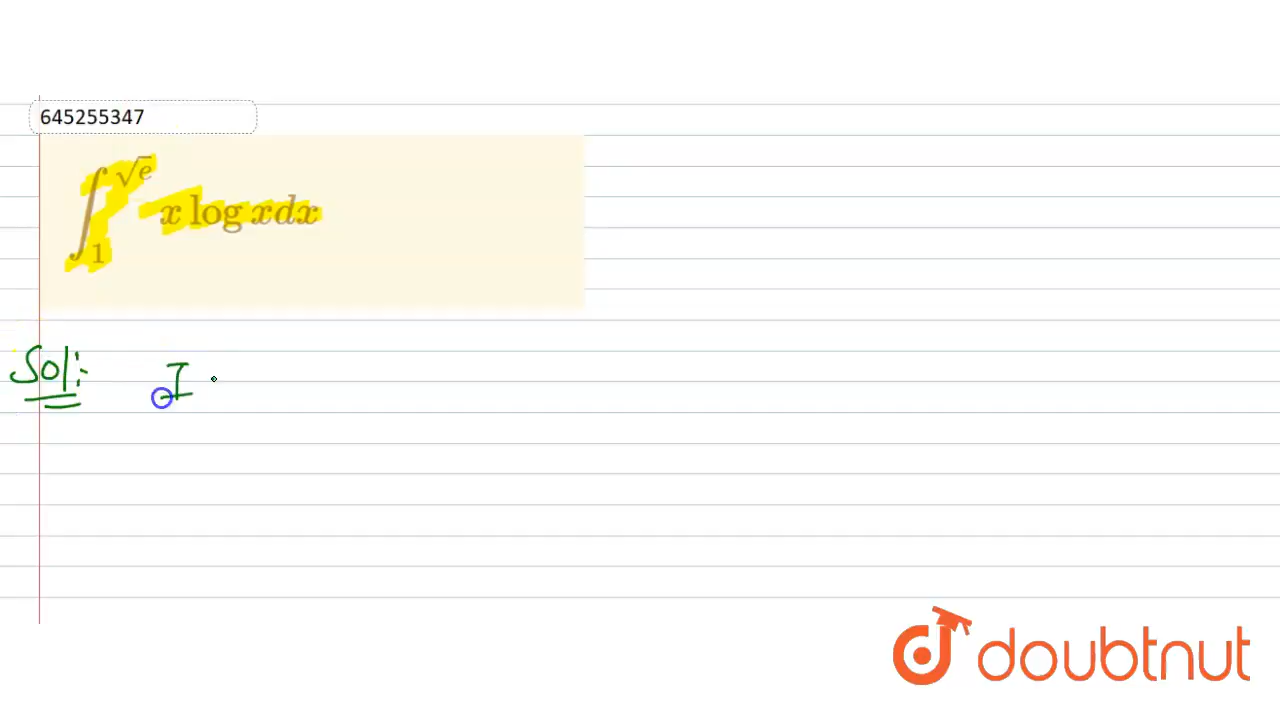 645255347
∫₁^√e x log x dx
Sol:
I
doubtnut